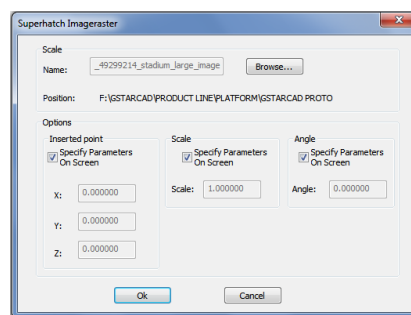 Superhatch Imageraster
Scale
Name: _49299214_stadium_large_image Browse...
Position: F:\GSTARCAD\PRODUCT LINE\PLATFORM\GSTARCAD PROTO
Options
Inserted point Scale Angle
Specify Parameters On Screen Specify Parameters On Screen Specify Parameters On Screen
X: 0.000000 Scale: 1.000000 Angle: 0.000000
Y: 0.000000
Z: 0.000000
Ok Cancel